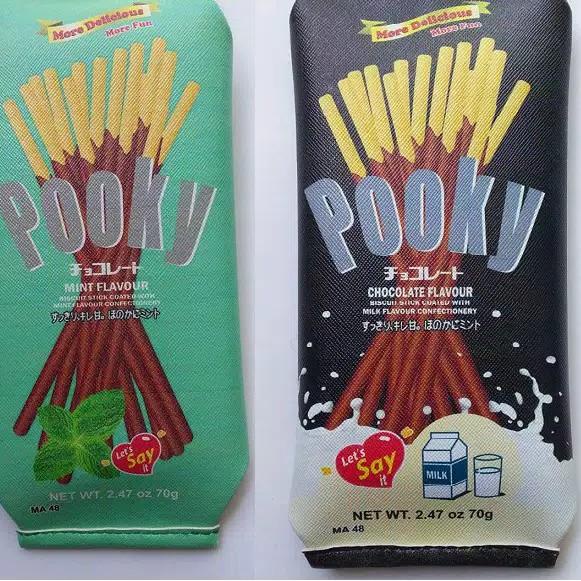 More Delicious
More Fun
Pooky
チョコレート
MINT FLAVOUR
BISCUIT STICK COATED WITH
MINT FLAVOUR CONFECTIONERY
すっきり、キレ甘。ほのかにミント
Let's
Say
it
NET WT. 2.47 oz 70g
MA 48
More Delicious
More Fun
Pooky
チョコレート
CHOCOLATE FLAVOUR
BISCUIT STICK COATED WITH
MILK FLAVOUR CONFECTIONERY
すっきり、キレ甘。ほのかにミント
Let's
Say
it
MILK
NET WT. 2.47 oz 70g
MA 48